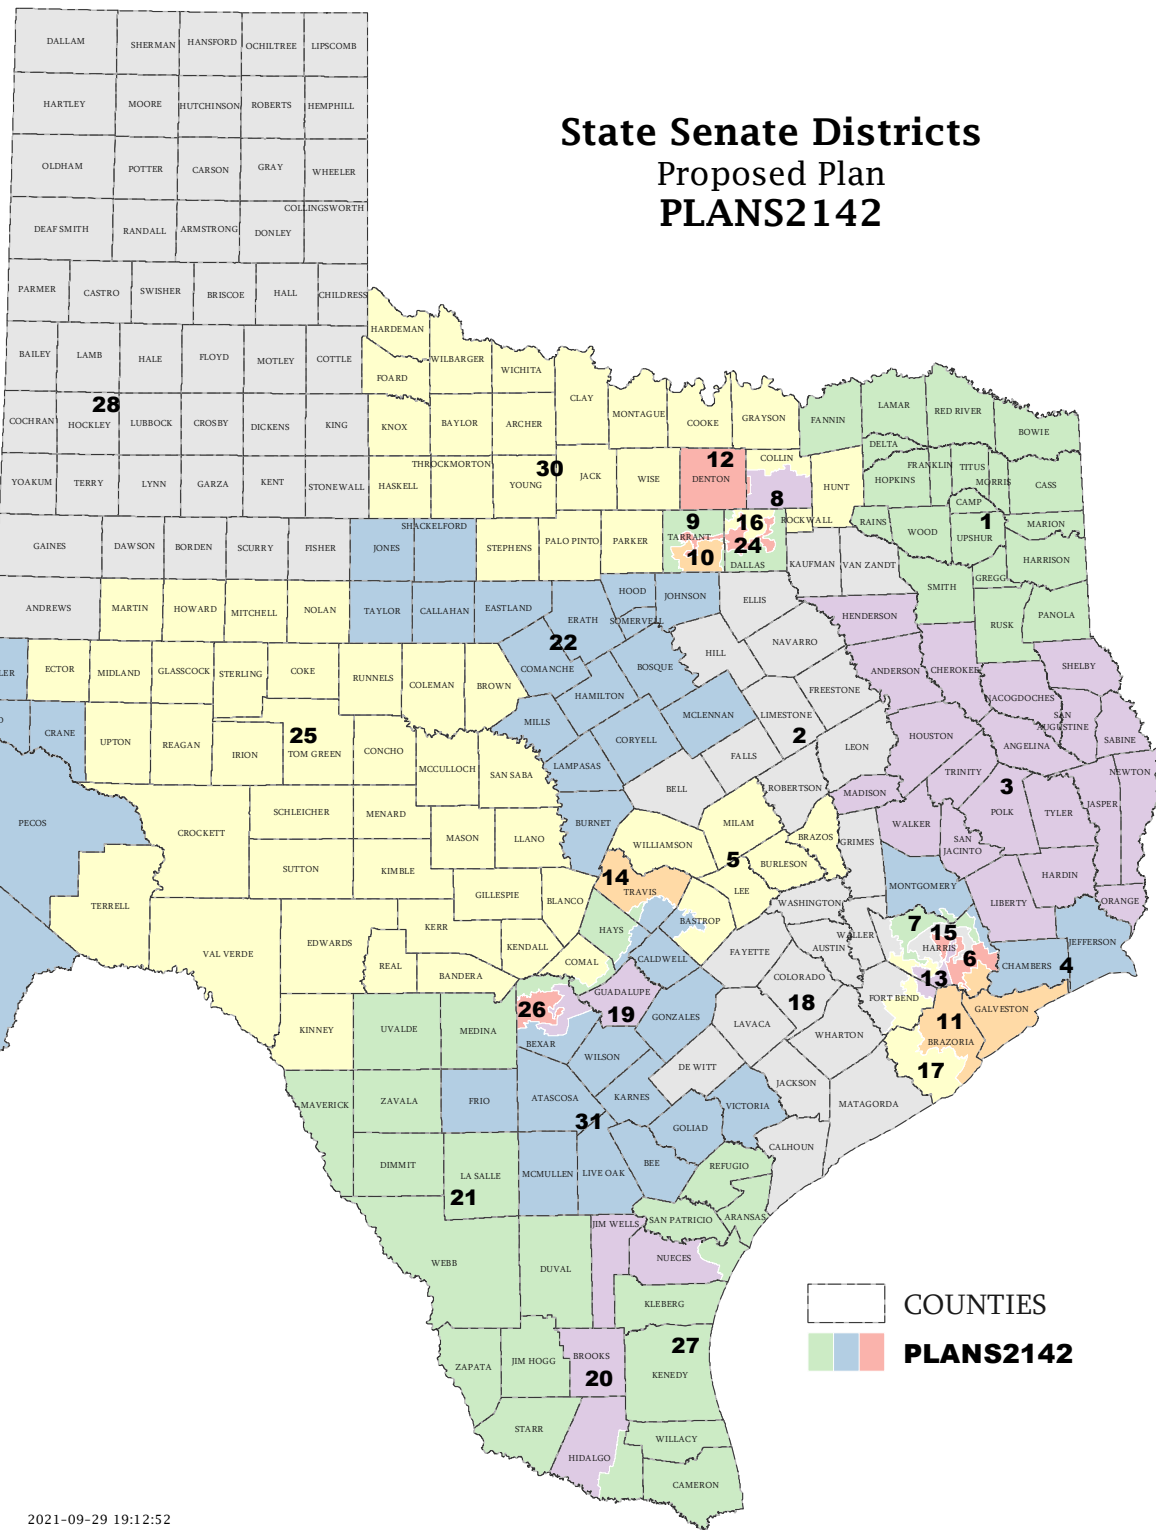 State Senate Districts
Proposed Plan
PLANS2142
DALLAM SHERMAN HANSFORD OCHILTREE LIPSCOMB
HARTLEY MOORE HUTCHINSON ROBERTS HEMPHILL
OLDHAM POTTER CARSON GRAY WHEELER
COLLINGSWORTH
DEAF SMITH RANDALL ARMSTRONG DONLEY
PARMER CASTRO SWISHER BRISCOE HALL CHILDRESS
HARDEMAN
BAILEY LAMB HALE FLOYD MOTLEY COTTLE WILBARGER WICHITA
FOARD
28
CLAY MONTAGUE COOKE GRAYSON FANNIN LAMAR RED RIVER BOWIE
COCHRAN HOCKLEY LUBBOCK CROSBY DICKENS KING KNOX BAYLOR ARCHER
DELTA
THROCKMORTON 30 12 COLLIN FRANKLIN TITUS
YOAKUM TERRY LYNN GARZA KENT STONEWALL HASKELL YOUNG JACK WISE DENTON HUNT HOPKINS MORRIS CASS
8 CAMP
SHACKELFORD 9 16 ROCKWALL RAINS 1 MARION
GAINES DAWSON BORDEN SCURRY FISHER JONES STEPHENS PALO PINTO PARKER TARRANT 24 WOOD UPSHUR
10 DALLAS KAUFMAN VAN ZANDT HARRISON
GREGG
ANDREWS MARTIN HOWARD MITCHELL NOLAN TAYLOR CALLAHAN EASTLAND HOOD JOHNSON ELLIS SMITH
ERATH SOMERVELL HENDERSON RUSK PANOLA
22 NAVARRO
LER ECTOR MIDLAND GLASSCOCK STERLING COKE RUNNELS COLEMAN BROWN COMANCHE BOSQUE HILL ANDERSON CHEROKEE SHELBY
HAMILTON FREESTONE NACOGDOCHES
CRANE UPTON REAGAN IRION 25 TOM GREEN CONCHO MILLS CORYELL MCLENNAN LIMESTONE 2 LEON HOUSTON SAN AUGUSTINE SABINE
ANGELINA
MCCULLOCH SAN SABA LAMPASAS FALLS TRINITY NEWTON
BELL ROBERTSON MADISON 3
PECOS CROCKETT SCHLEICHER MENARD MASON LLANO BURNET MILAM WALKER POLK TYLER JASPER
BRAZOS GRIMES SAN JACINTO
WILLIAMSON 5 BURLESON
SUTTON KIMBLE 14 TRAVIS LEE MONTGOMERY HARDIN
TERRELL GILLESPIE BLANCO WASHINGTON LIBERTY ORANGE
BASTROP
VAL VERDE EDWARDS KERR HAYS 7 15
KENDALL FAYETTE AUSTIN WALLER HARRIS JEFFERSON
REAL BANDERA COMAL CALDWELL 6 CHAMBERS 4
COLORADO 13
GUADALUPE FORT BEND
KINNEY UVALDE MEDINA 26 19 GONZALES 18 GALVESTON
BEXAR LAVACA WHARTON 11
WILSON BRAZORIA
DE WITT 17
MAVERICK ZAVALA FRIO ATASCOSA KARNES JACKSON
VICTORIA MATAGORDA
31 GOLIAD
DIMMIT LA SALLE MCMULLEN LIVE OAK BEE CALHOUN
REFUGIO
21
JIM WELLS SAN PATRICIO ARANSAS
WEBB DUVAL NUECES
KLEBERG
27
ZAPATA JIM HOGG BROOKS KENEDY
20
STARR WILLACY
HIDALGO
CAMERON
COUNTIES
PLANS2142
2021-09-29 19:12:52